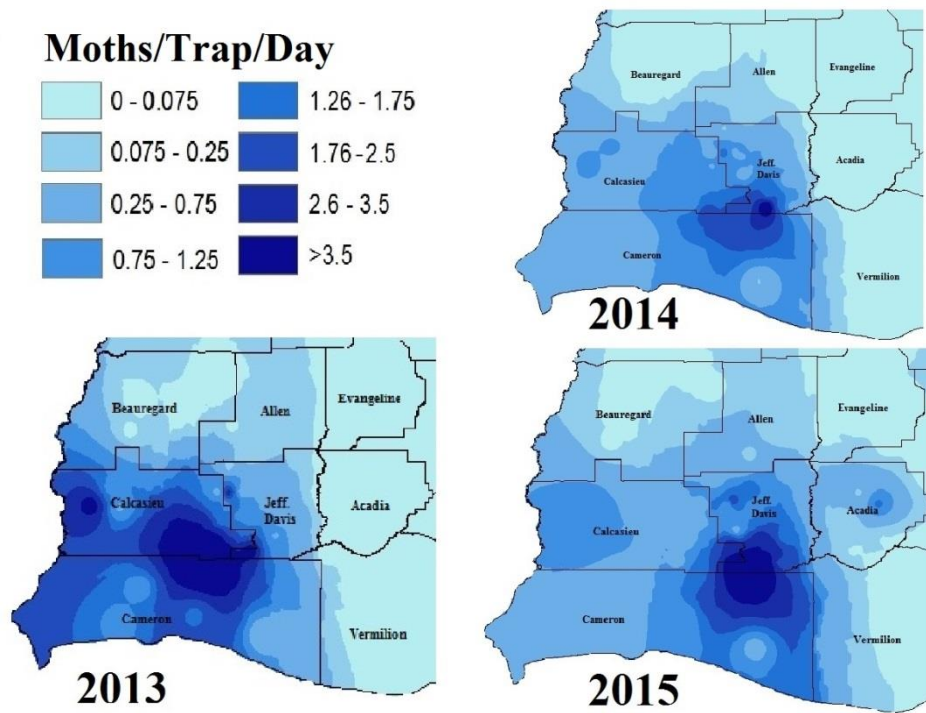 Moths/Trap/Day
0 - 0.075
1.26 - 1.75
0.075 - 0.25
1.76 -2.5
0.25 - 0.75
2.6 - 3.5
0.75 - 1.25
>3.5
Beauregard
Allen
Evangeline
Acadia
Jeff.
Davis
Calcasieu
Cameron
Vermilion
2014
Beauregard
Allen
Evangeline
Calcasieu
Jeff.
Davis
Acadia
Cameron
Vermilion
2013
Beauregard
Allen
Evangeline
Jeff.
Davis
Acadia
Calcasieu
Cameron
Vermilion
2015